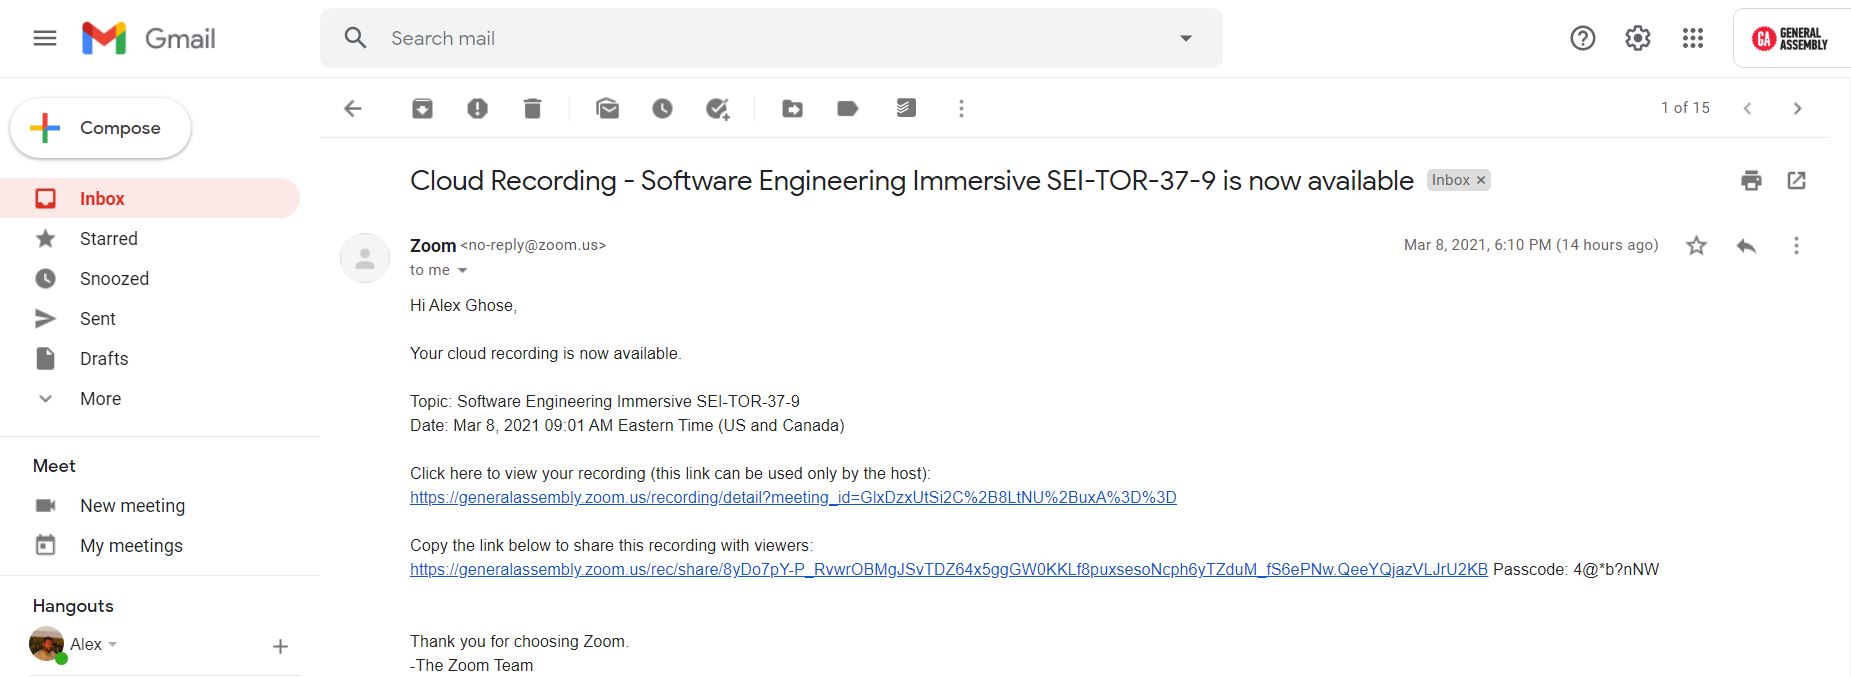 Gmail
Search mail
GA GENERAL ASSEMBLY
Compose
1 of 15
Inbox
Starred
Snoozed
Sent
Drafts
More
Meet
New meeting
My meetings
Hangouts
Alex
Cloud Recording - Software Engineering Immersive SEI-TOR-37-9 is now available Inbox ×
Zoom <no-reply@zoom.us> Mar 8, 2021, 6:10 PM (14 hours ago)
to me
Hi Alex Ghose,
Your cloud recording is now available.
Topic: Software Engineering Immersive SEI-TOR-37-9
Date: Mar 8, 2021 09:01 AM Eastern Time (US and Canada)
Click here to view your recording (this link can be used only by the host):
https://generalassembly.zoom.us/recording/detail?meeting_id=GlxDzxUtSi2C%2B8LtNU%2BuxA%3D%3D
Copy the link below to share this recording with viewers:
https://generalassembly.zoom.us/rec/share/8yDo7pY-P_RvwrOBMgJSvTDZ64x5ggGW0KKLf8puxsesoNcph6yTZduM_fS6ePNw.QeeYQjazVLJrU2KB Passcode: 4@*b?nNW
Thank you for choosing Zoom.
-The Zoom Team